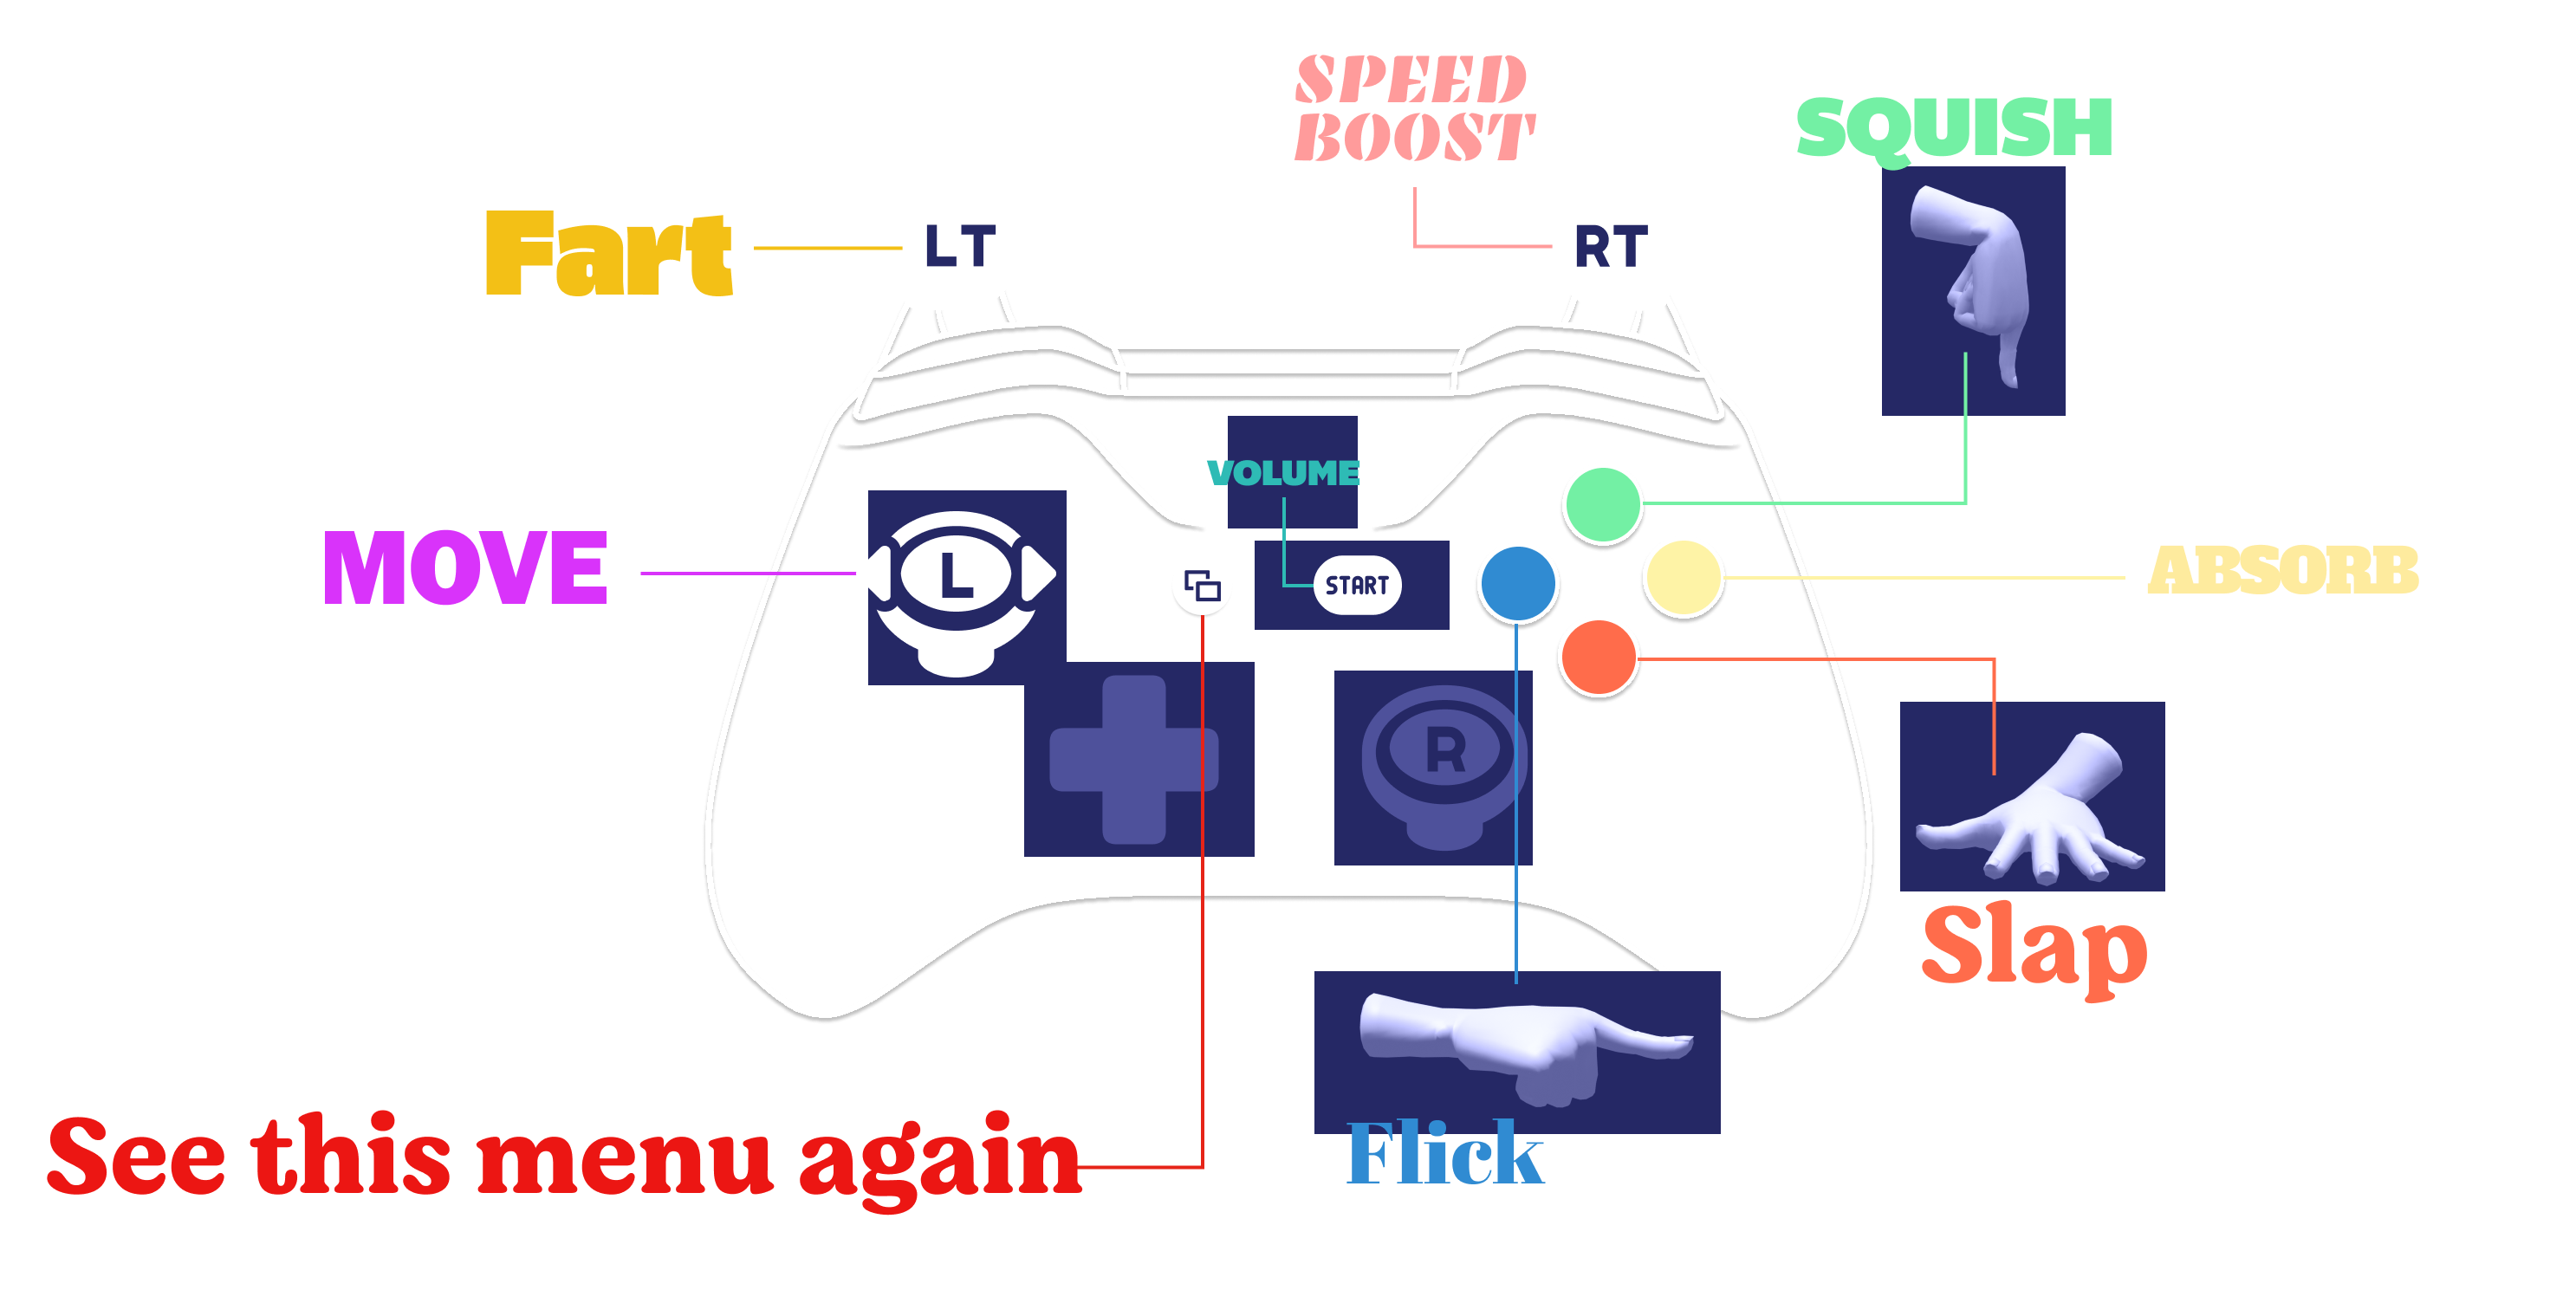 SPEED
BOOST
SQUISH
Fart
LT
RT
VOLUME
MOVE
L
START
ABSORB
R
Slap
Flick
See this menu again